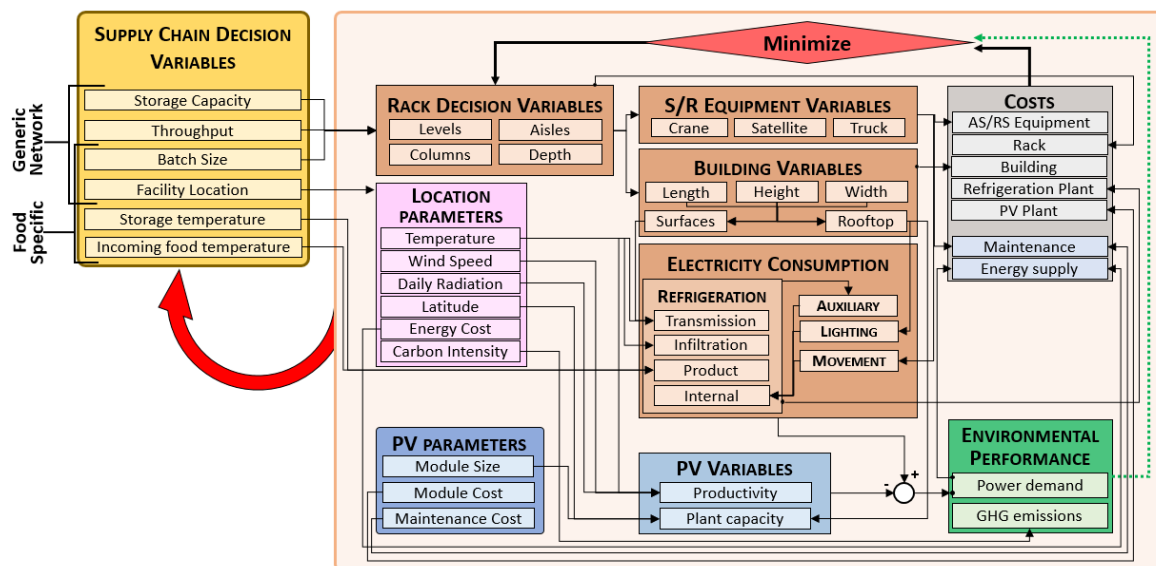 SUPPLY CHAIN DECISION
VARIABLES
Generic
Network
Food
Specific
Storage Capacity
Throughput
Batch Size
Facility Location
Storage temperature
Incoming food temperature
Minimize
RACK DECISION VARIABLES
Levels
Aisles
Columns
Depth
LOCATION
PARAMETERS
Temperature
Wind Speed
Daily Radiation
Latitude
Energy Cost
Carbon Intensity
PV PARAMETERS
Module Size
Module Cost
Maintenance Cost
S/R EQUIPMENT VARIABLES
Crane
Satellite
Truck
BUILDING VARIABLES
Length
Height
Width
Surfaces
Rooftop
ELECTRICITY CONSUMPTION
REFRIGERATION
Transmission
Infiltration
Product
Internal
AUXILIARY
LIGHTING
MOVEMENT
PV VARIABLES
Productivity
Plant capacity
-
+
COSTS
AS/RS Equipment
Rack
Building
Refrigeration Plant
PV Plant
Maintenance
Energy supply
ENVIRONMENTAL
PERFORMANCE
Power demand
GHG emissions